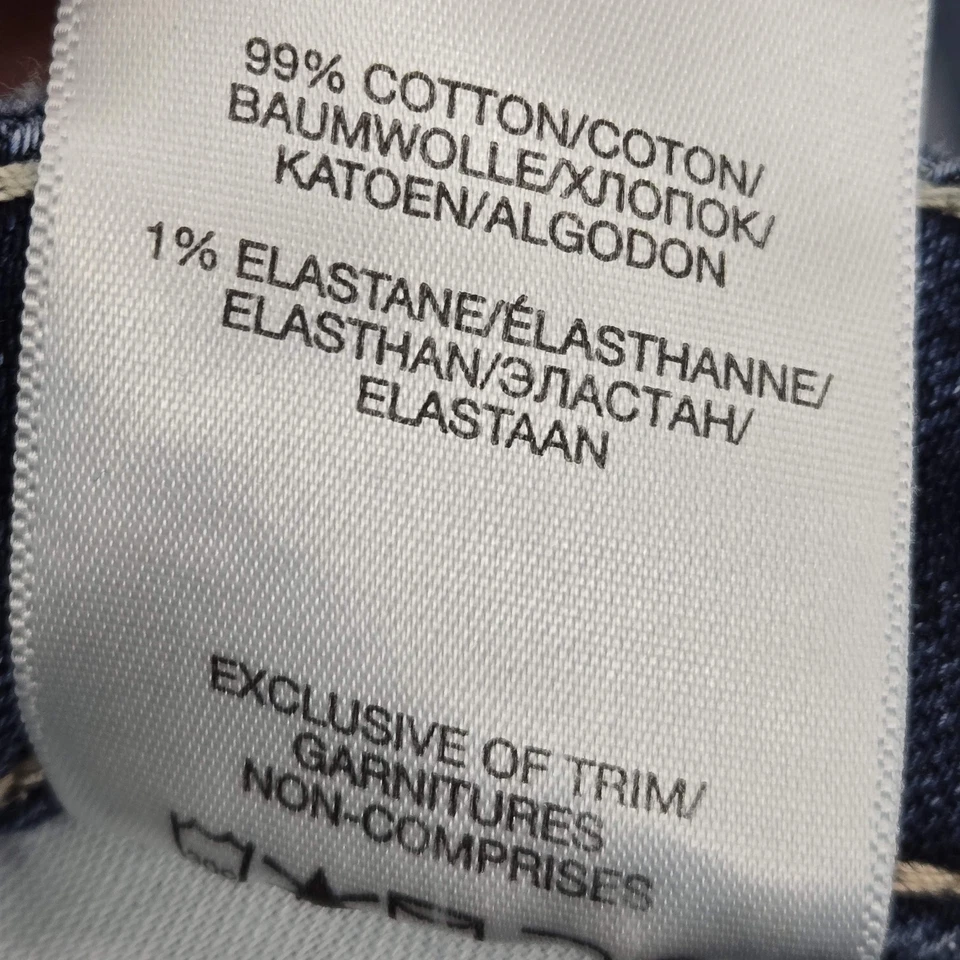 99% COTTON/COTON/
BAUMWOLLE/ХЛОПОК/
KATOEN/ALGODON
1% ELASTANE/ÉLASTHANNE/
ELASTHAN/ЭЛАСТАН/
ELASTAAN
EXCLUSIVE OF TRIM/
GARNITURES
NON-COMPRISES